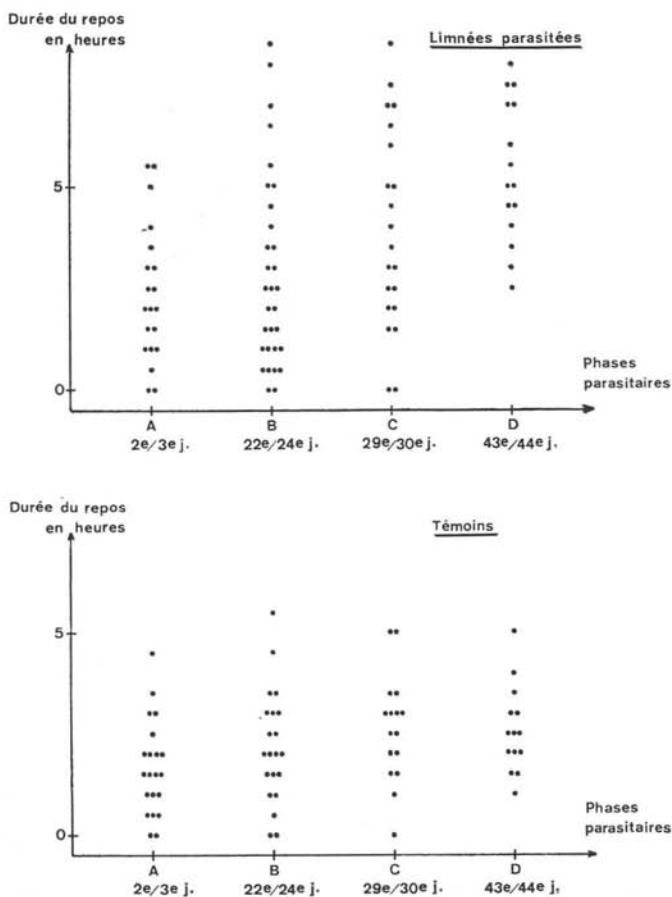 Durée du repos
en heures
Limnées parasitées
5
0
Phases
parasitaires
A B C D
2e/3e j. 22e/24e j. 29e/30e j. 43e/44e j.
Durée du repos
en heures
Témoins
5
0
Phases
parasitaires
A B C D
2e/3e j. 22e/24e j. 29e/30e j. 43e/44e j.